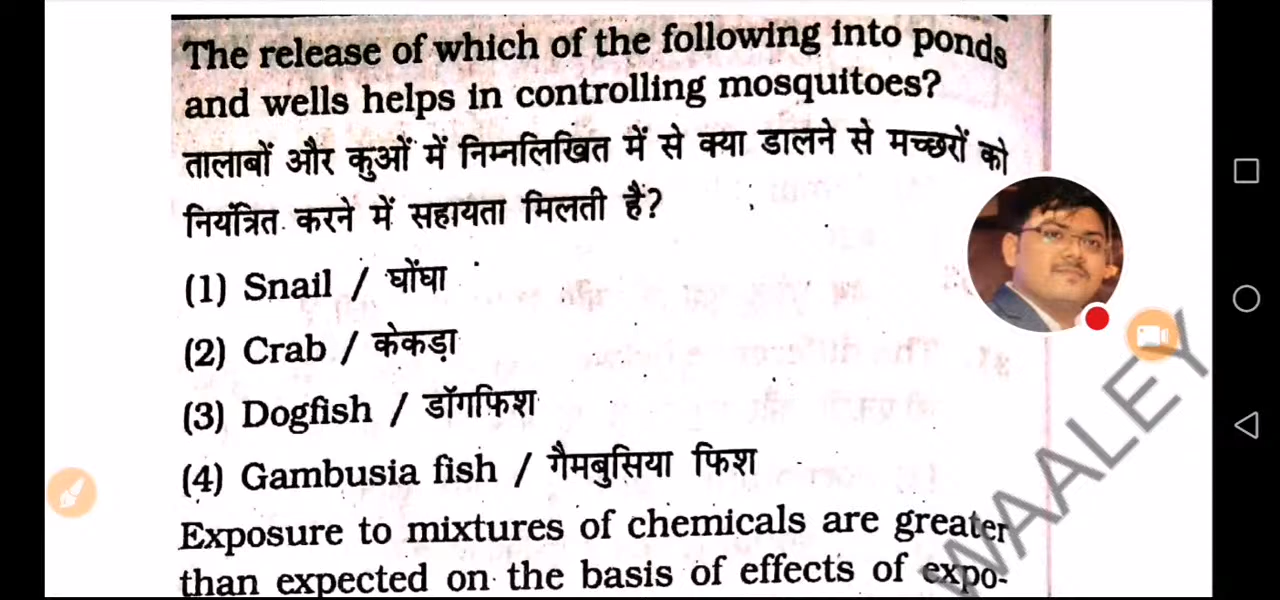 The release of which of the following into ponds
and wells helps in controlling mosquitoes?
तालाबों और कुओं में निम्नलिखित में से क्या डालने से मच्छरों को
नियंत्रित करने में सहायता मिलती है?
(1) Snail / घोंघा
(2) Crab / केकड़ा
(3) Dogfish / डॉगफिश
(4) Gambusia fish / गैमबुसिया फिश
Exposure to mixtures of chemicals are greater
than expected on the basis of effects of expo-
WAALEY